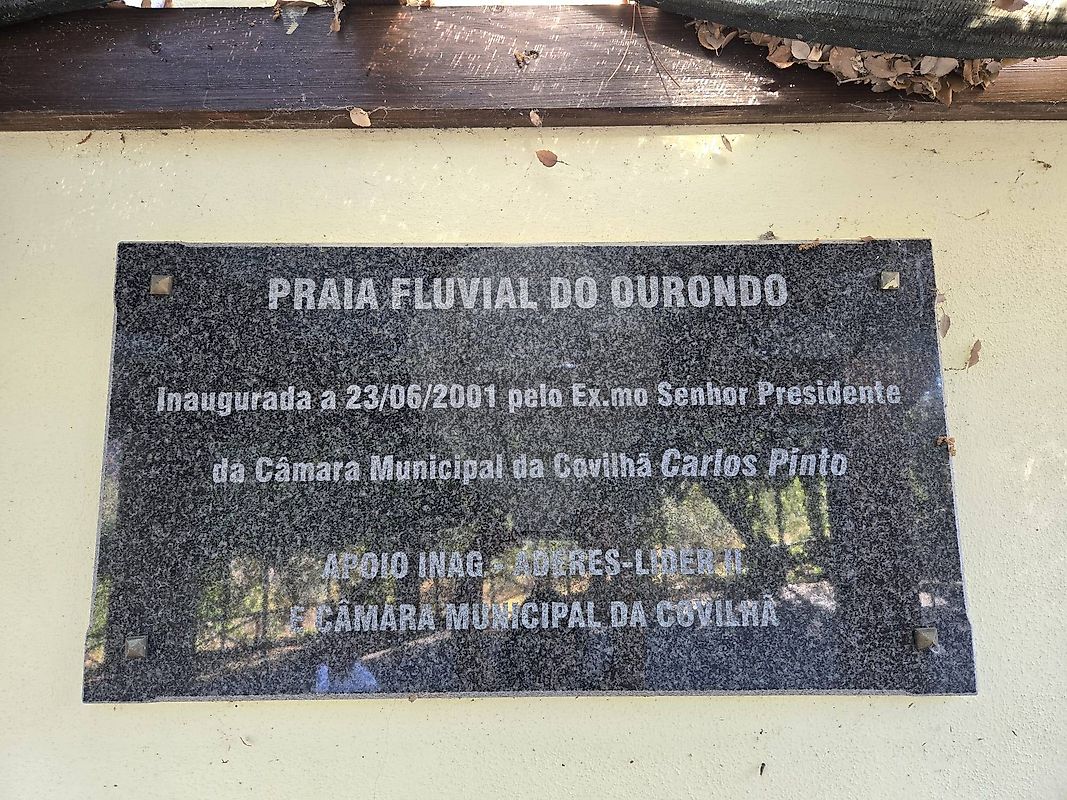 PRAIA FLUVIAL DO OURONDO
Inaugurada a 23/06/2001 pelo Ex.mo Senhor Presidente
da Câmara Municipal da Covilhã Carlos Pinto
APOIO INAG - ADERES-LIDER II
E CÂMARA MUNICIPAL DA COVILHÃ